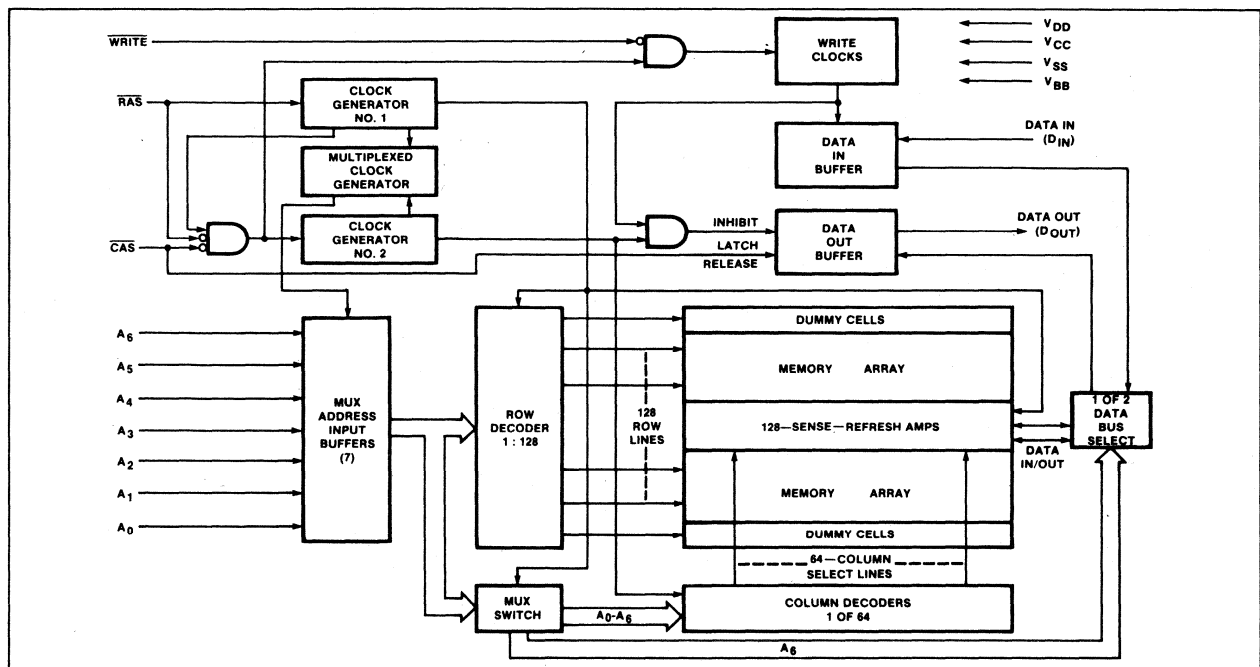 WRITE
WRITE
CLOCKS
VDD
VCC
VSS
VBB
RAS
CLOCK
GENERATOR
NO. 1
MULTIPLEXED
CLOCK
GENERATOR
DATA
IN
BUFFER
DATA IN
(DIN)
CAS
CLOCK
GENERATOR
NO. 2
INHIBIT
LATCH
RELEASE
DATA
OUT
BUFFER
DATA OUT
(DOUT)
A6
A5
A4
A3
A2
A1
A0
MUX
ADDRESS
INPUT
BUFFERS
(7)
ROW
DECODER
1 : 128
128
ROW
LINES
DUMMY CELLS
MEMORY ARRAY
128—SENSE—REFRESH AMPS
MEMORY ARRAY
DUMMY CELLS
DATA
IN/OUT
1 OF 2
DATA
BUS
SELECT
64—COLUMN
SELECT LINES
MUX
SWITCH
A0-A6
COLUMN DECODERS
1 OF 64
A6